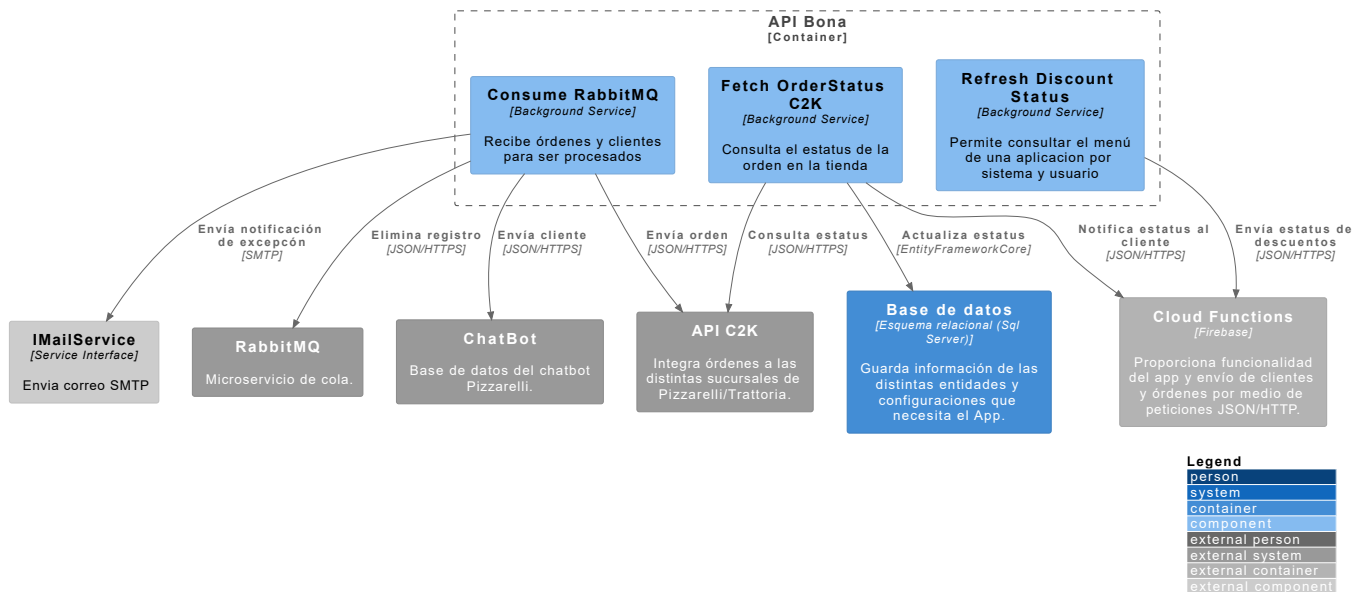 API Bona
[Container]
Consume RabbitMQ
[Background Service]
Recibe órdenes y clientes
para ser procesados
Fetch OrderStatus
C2K
[Background Service]
Consulta el estatus de la
orden en la tienda
Refresh Discount
Status
[Background Service]
Permite consultar el menú
de una aplicacion por
sistema y usuario
Envía notificación
de excepcón
[SMTP]
Elimina registro
[JSON/HTTPS]
Envía cliente
[JSON/HTTPS]
Envía orden
[JSON/HTTPS]
Consulta estatus
[JSON/HTTPS]
Actualiza estatus
[EntityFrameworkCore]
Notifica estatus al
cliente
[JSON/HTTPS]
Envía estatus de
descuentos
[JSON/HTTPS]
IMailService
[Service Interface]
Envia correo SMTP
RabbitMQ
Microservicio de cola.
ChatBot
Base de datos del chatbot
Pizzarelli.
API C2K
Integra órdenes a las
distintas sucursales de
Pizzarelli/Trattoria.
Base de datos
[Esquema relacional (Sql
Server)]
Guarda información de las
distintas entidades y
configuraciones que
necesita el App.
Cloud Functions
[Firebase]
Proporciona funcionalidad
del app y envío de clientes
y órdenes por medio de
peticiones JSON/HTTP.
Legend
person
system
container
component
external person
external system
external container
external component